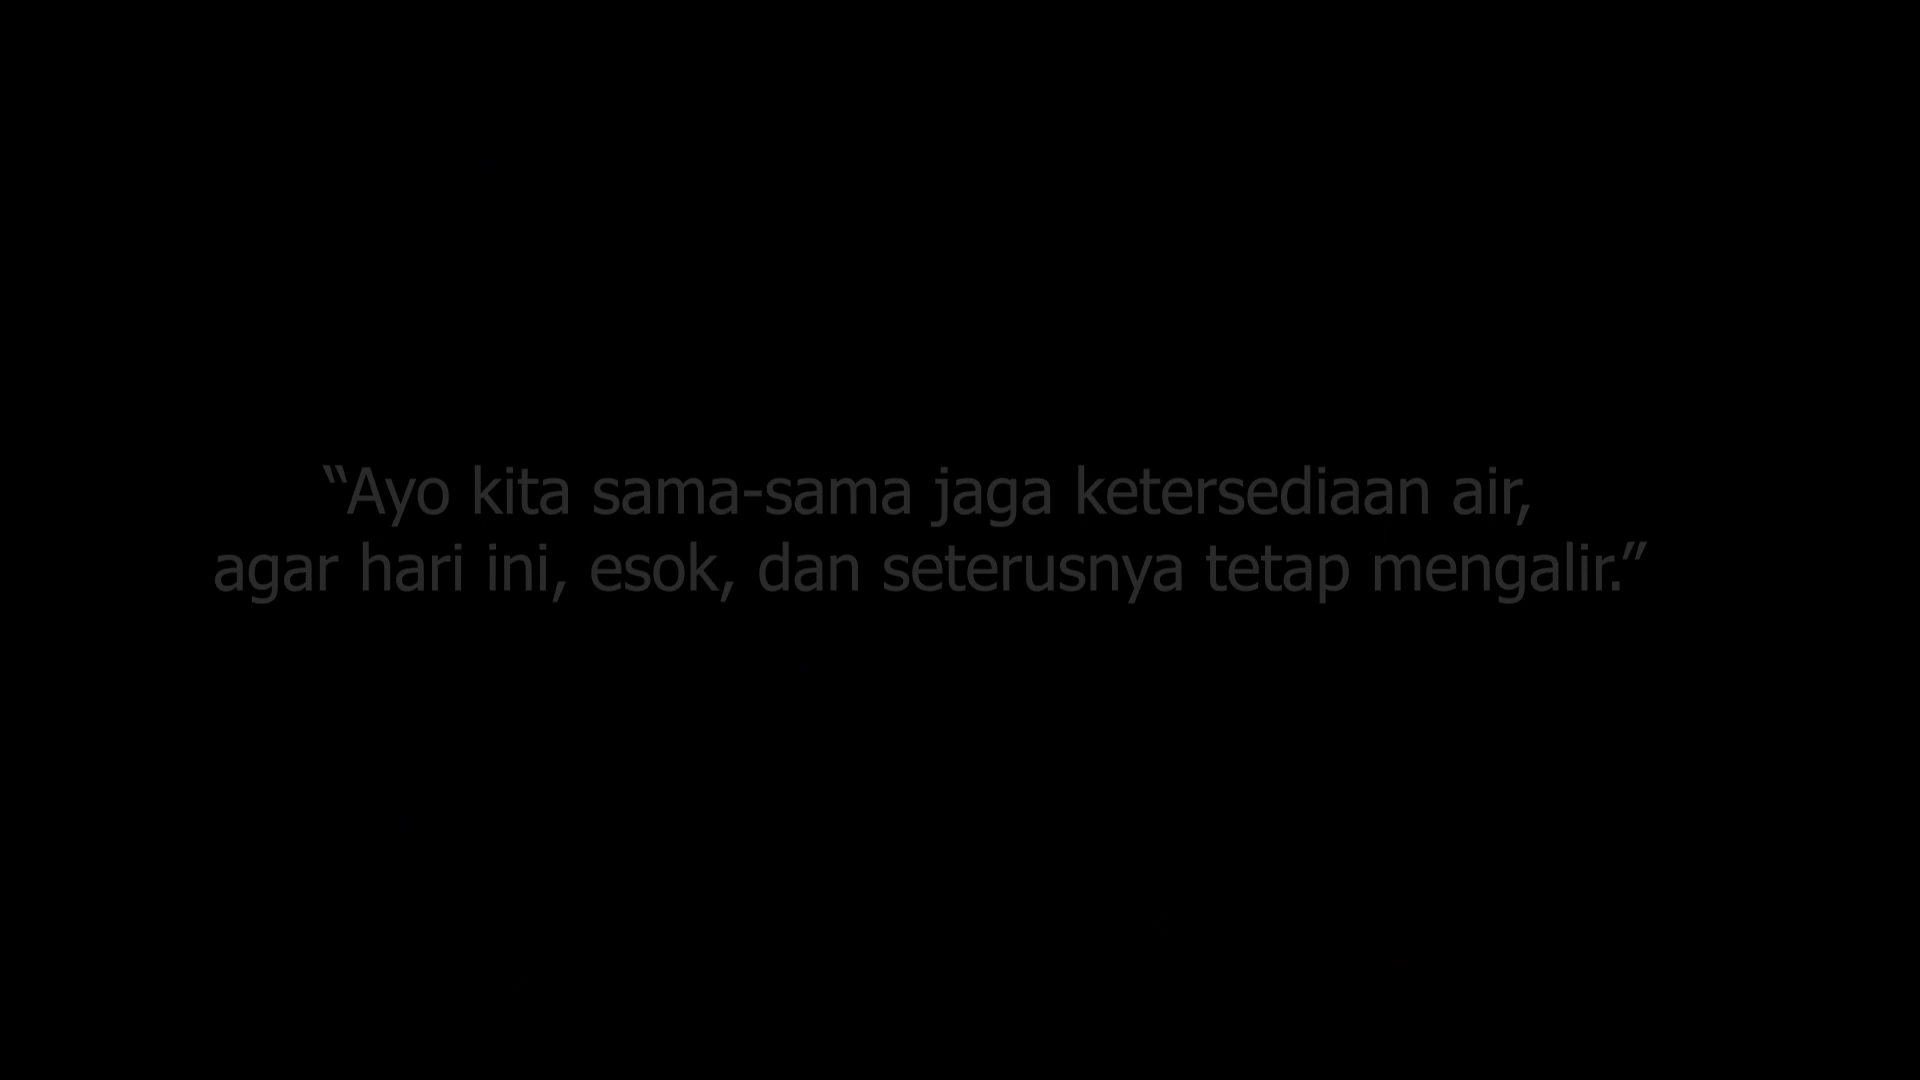 “Ayo kita sama-sama jaga ketersediaan air,
agar hari ini, esok, dan seterusnya tetap mengalir.”